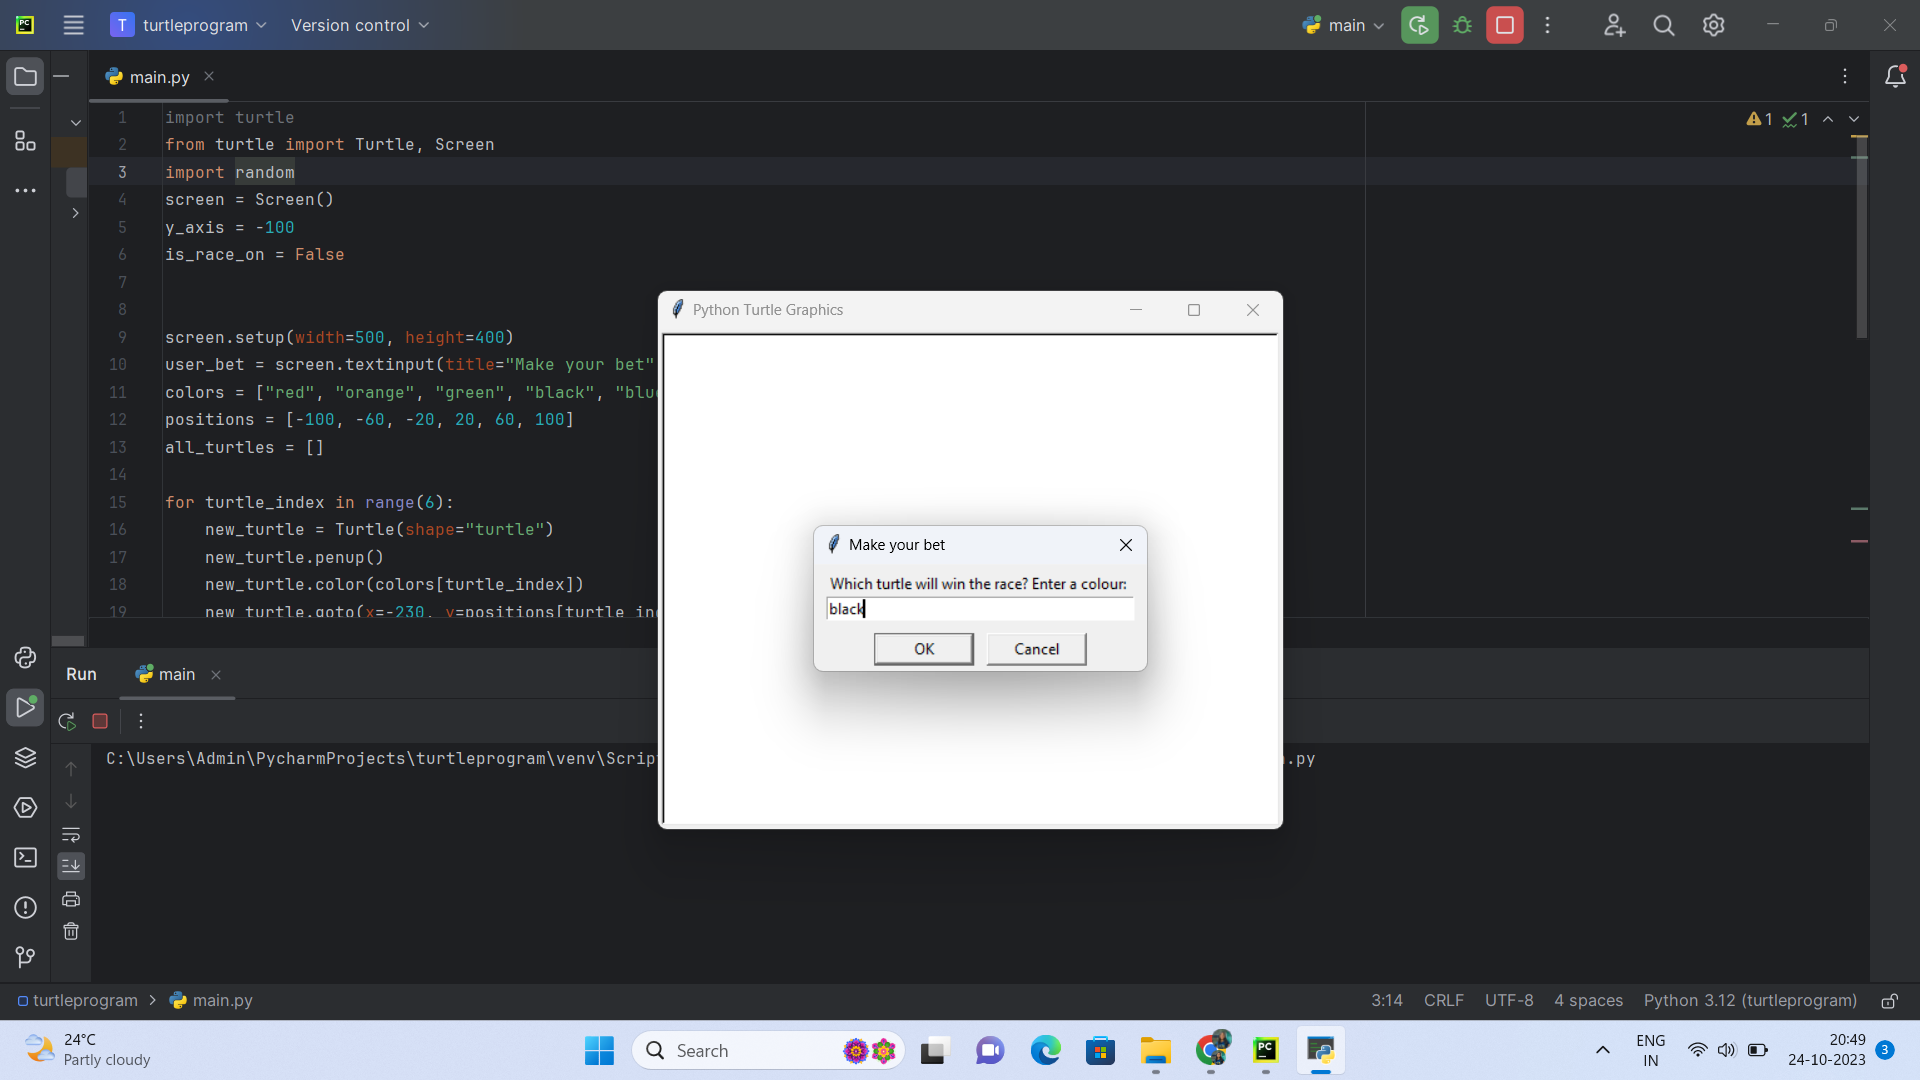 PC
T turtleprogram
Version control
main
main.py
1 import turtle
2 from turtle import Turtle, Screen
3 import random
4 screen = Screen()
5 y_axis = -100
6 is_race_on = False
7
8
9 screen.setup(width=500, height=400)
10 user_bet = screen.textinput(title="Make your bet"
11 colors = ["red", "orange", "green", "black", "blu
12 positions = [-100, -60, -20, 20, 60, 100]
13 all_turtles = []
14
15 for turtle_index in range(6):
16 new_turtle = Turtle(shape="turtle")
17 new_turtle.penup()
18 new_turtle.color(colors[turtle_index])
19 new_turtle.goto(x=-230, y=positions[turtle_ind
1 1
Python Turtle Graphics
Make your bet
Which turtle will win the race? Enter a colour:
black
OK Cancel
Run main
C:\Users\Admin\PycharmProjects\turtleprogram\venv\Scrip
.py
turtleprogram > main.py
3:14 CRLF UTF-8 4 spaces Python 3.12 (turtleprogram)
24°C
Partly cloudy
Search
PC
ENG
IN
20:49
24-10-2023
3